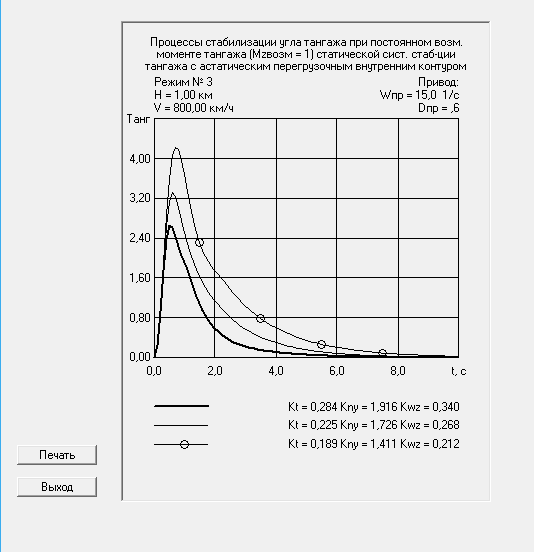 Процессы стабилизации угла тангажа при постоянном возм.
моменте тангажа (Mzвозм = 1) статической сист. стаб-ции
тангажа с астатическим перегрузочным внутренним контуром
Режим № 3 Привод:
H = 1,00 км Wпр = 15,0 1/с
V = 800,00 км/ч Dпр = ,6
Танг
4,00
3,20
2,40
1,60
0,80
0,00
0,0 2,0 4,0 6,0 8,0 t, с
Kt = 0,284 Kny = 1,916 Kwz = 0,340
Kt = 0,225 Kny = 1,726 Kwz = 0,268
Kt = 0,189 Kny = 1,411 Kwz = 0,212
Печать
Выход